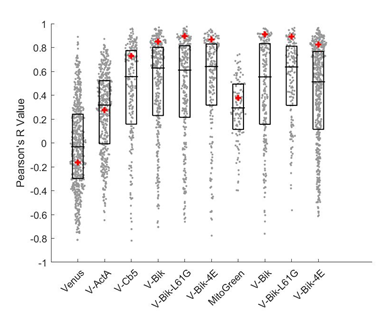 Pearson's R Value
1
0.8
0.6
0.4
0.2
0
-0.2
-0.4
-0.6
-0.8
-1
Venus
V-ActA
V-Cb5
V-Bik
V-Bik-L61G
V-Bik-4E
MitoGreen
V-Bik
V-Bik-L61G
V-Bik-4E